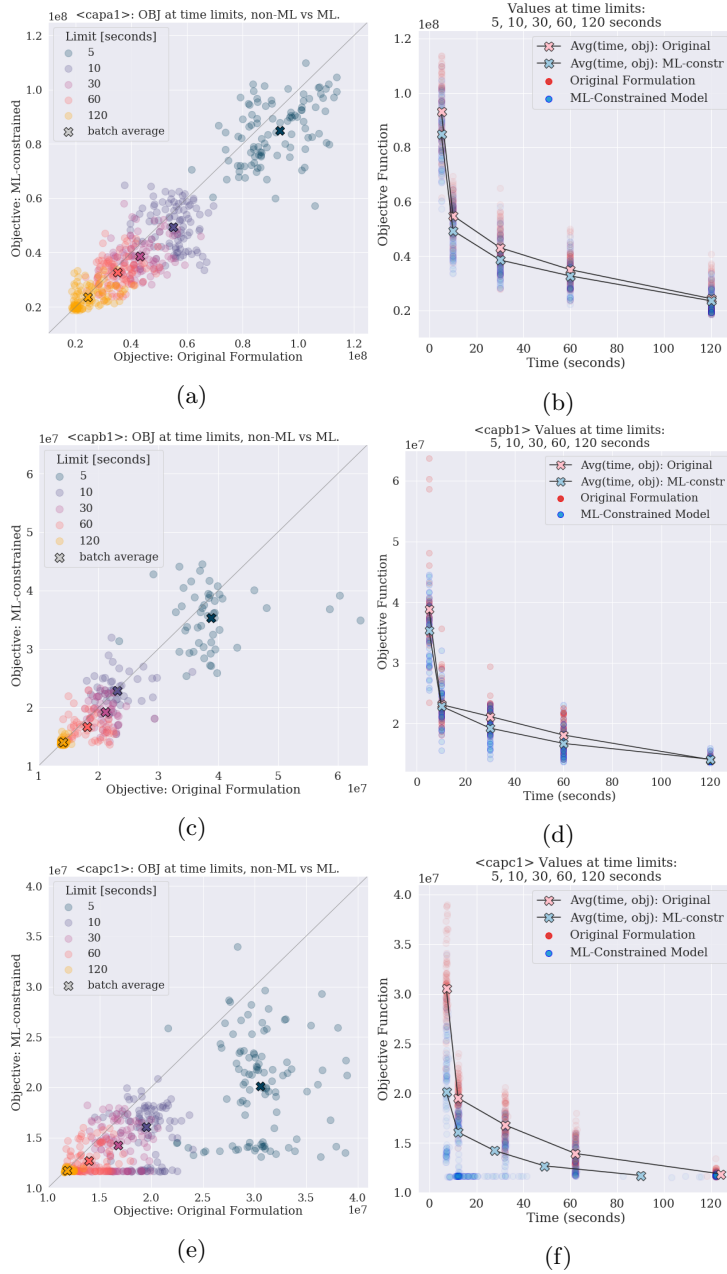 <capa1>: OBJ at time limits, non-ML vs ML.
1e8
Limit [seconds]
5
10
30
60
120
batch average
Objective: ML-constrained
1.2
1.0
0.8
0.6
0.4
0.2
0.2 0.4 0.6 0.8 1.0 1.2
1e8
Objective: Original Formulation
(a)
Values at time limits:
5, 10, 30, 60, 120 seconds
1e8
Avg(time, obj): Original
Avg(time, obj): ML-constr
Original Formulation
ML-Constrained Model
Objective Function
1.2
1.0
0.8
0.6
0.4
0.2
0 20 40 60 80 100 120
Time (seconds)
(b)
<capb1>: OBJ at time limits, non-ML vs ML.
1e7
Limit [seconds]
5
10
30
60
120
batch average
Objective: ML-constrained
6
5
4
3
2
1
1 2 3 4 5 6
1e7
Objective: Original Formulation
(c)
<capb1> Values at time limits:
5, 10, 30, 60, 120 seconds
1e7
Avg(time, obj): Original
Avg(time, obj): ML-constr
Original Formulation
ML-Constrained Model
Objective Function
6
5
4
3
2
0 20 40 60 80 100 120
Time (seconds)
(d)
<capc1>: OBJ at time limits, non-ML vs ML.
1e7
Limit [seconds]
5
10
30
60
120
batch average
Objective: ML-constrained
4.0
3.5
3.0
2.5
2.0
1.5
1.0
1.0 1.5 2.0 2.5 3.0 3.5 4.0
1e7
Objective: Original Formulation
(e)
<capc1> Values at time limits:
5, 10, 30, 60, 120 seconds
1e7
Avg(time, obj): Original
Avg(time, obj): ML-constr
Original Formulation
ML-Constrained Model
Objective Function
4.0
3.5
3.0
2.5
2.0
1.5
1.0
0 20 40 60 80 100 120
Time (seconds)
(f)